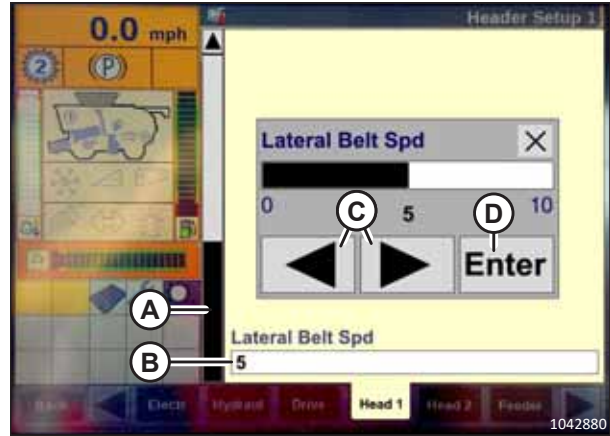 0.0 mph
Header Setup 1
2
(P)
Lateral Belt Spd
0
5
10
C
D
Enter
A
Lateral Belt Spd
B
5
Back
Electr
Hydraul
Drive
Head 1
Head 2
Feeder
1042880